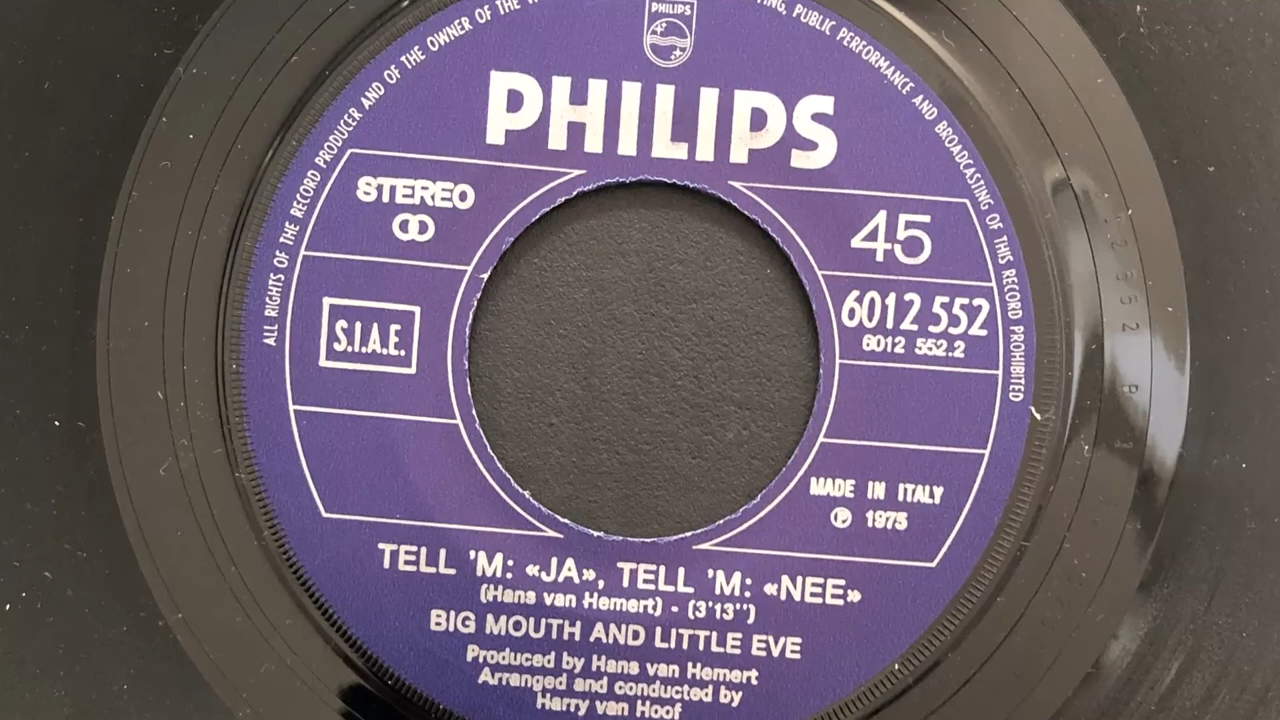 ALL RIGHTS OF THE RECORD PRODUCER AND OF THE OWNER OF THE
PUBLIC PERFORMANCE AND BROADCASTING OF THIS RECORD PROHIBITED
PHILIPS
PHILIPS
STEREO
S.I.A.E.
45
6012 552
6012 552.2
MADE IN ITALY
℗ 1975
TELL 'M: «JA», TELL 'M: «NEE»
(Hans van Hemert) - (3'13'')
BIG MOUTH AND LITTLE EVE
Produced by Hans van Hemert
Arranged and conducted by
Harry van Hoof